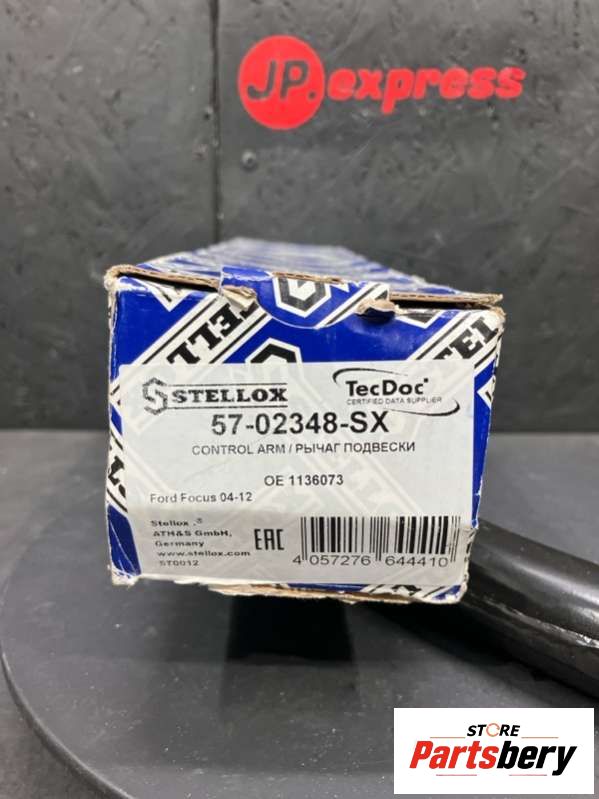 JP.express
STELLOX
TecDoc
CERTIFIED DATA SUPPLIER
57-02348-SX
CONTROL ARM / РЫЧАГ ПОДВЕСКИ
OE 1136073
Ford Focus 04-12
Stellox ®
ATH&S GmbH,
Germany
www.stellox.com
ST0012
EAC
4 057276 644410
STORE
Partsbery